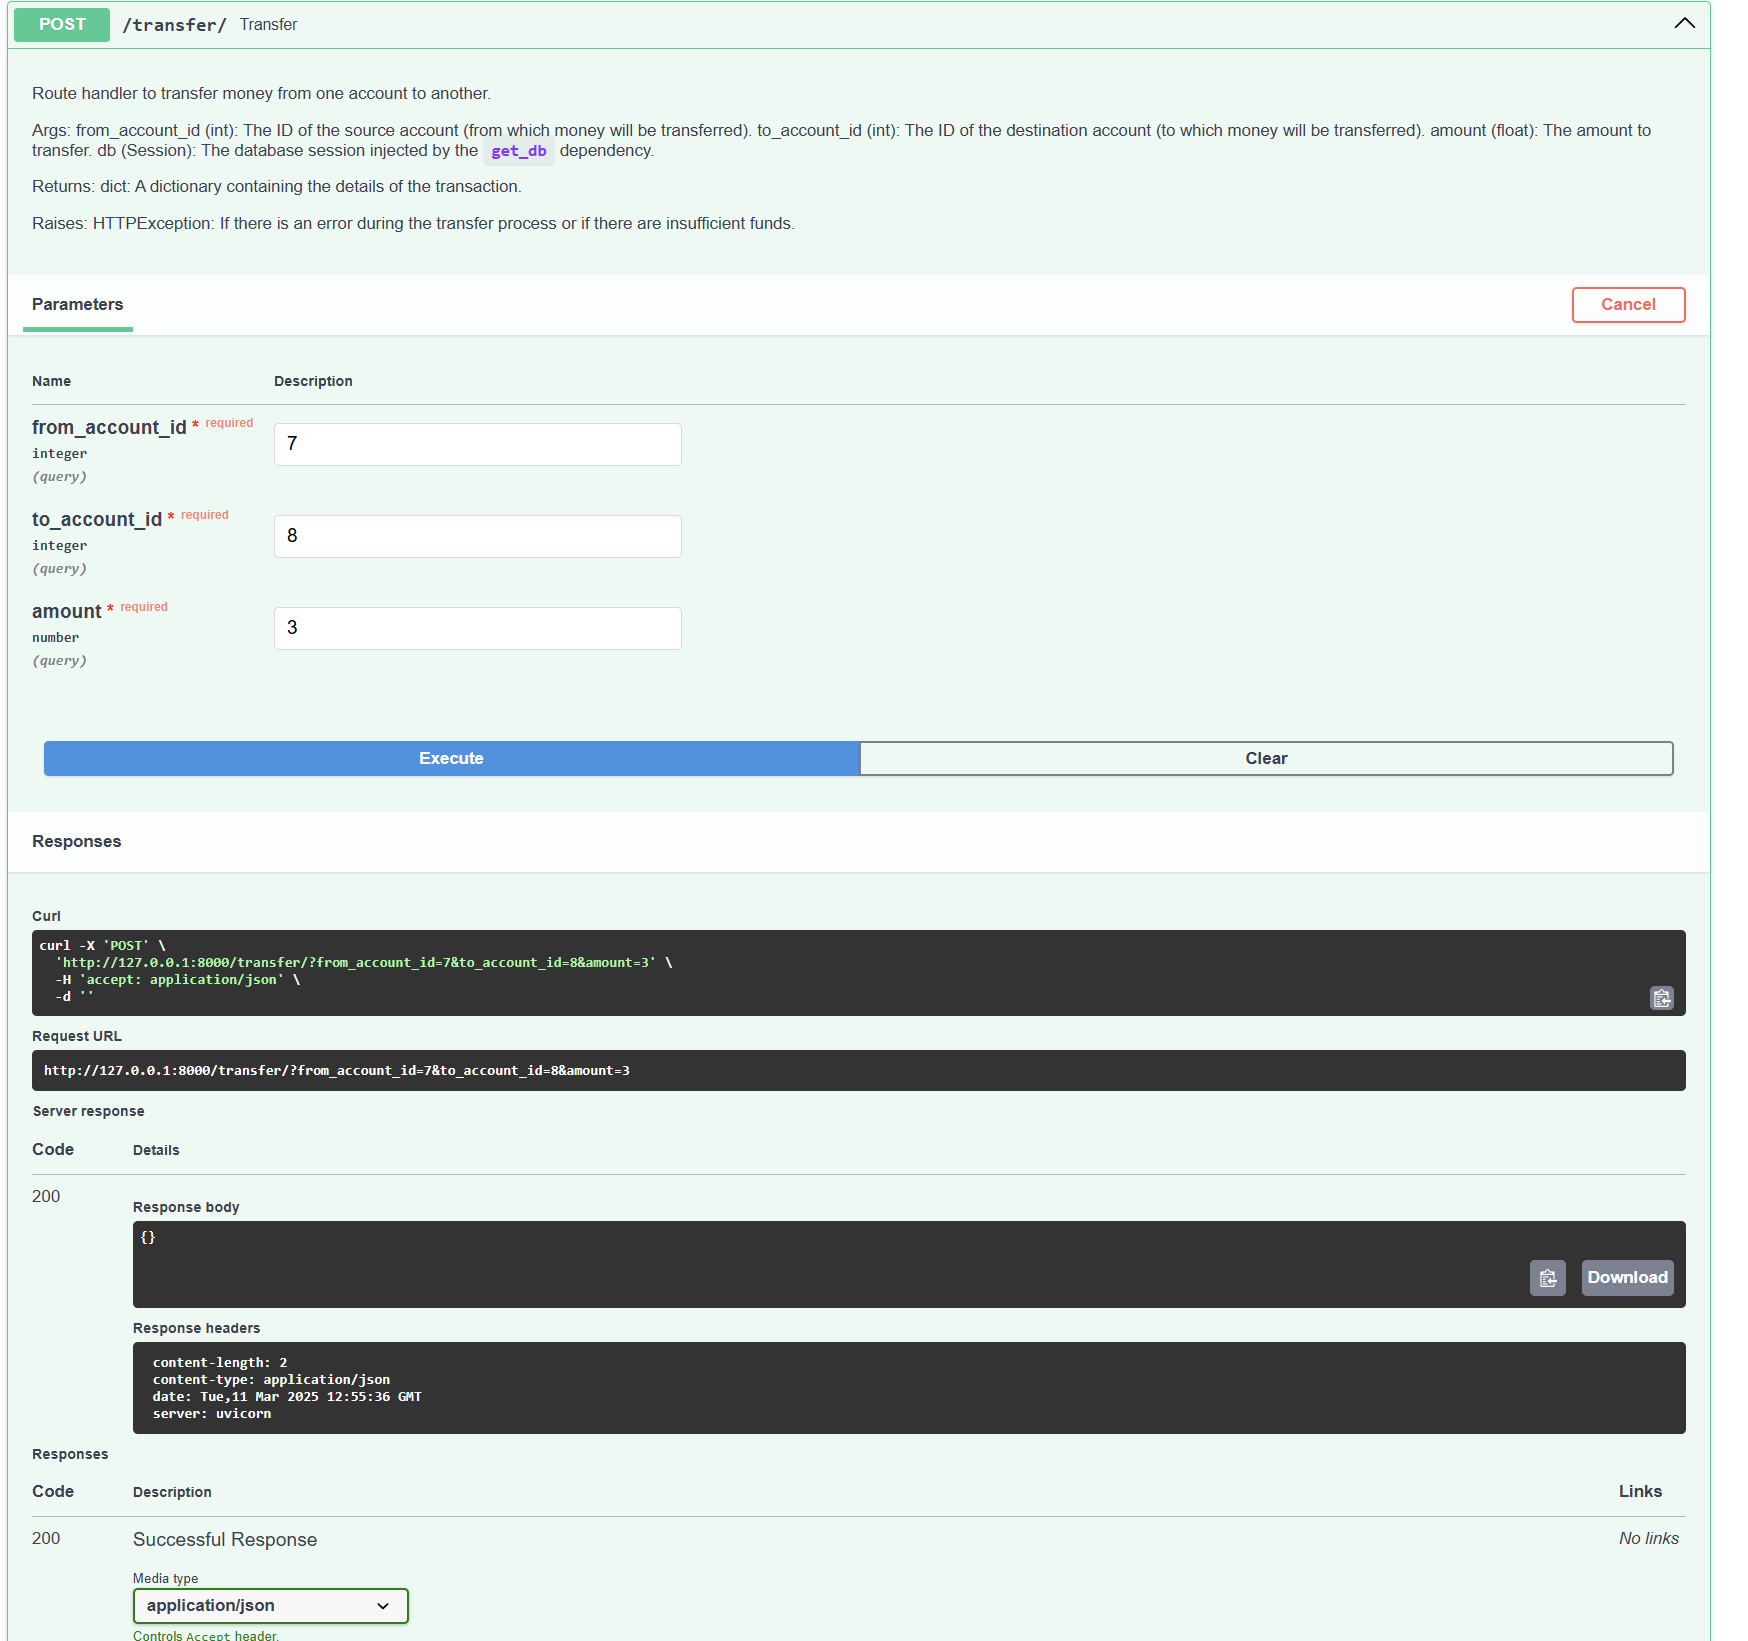 POST /transfer/ Transfer
Route handler to transfer money from one account to another.
Args: from_account_id (int): The ID of the source account (from which money will be transferred). to_account_id (int): The ID of the destination account (to which money will be transferred). amount (float): The amount to
transfer. db (Session): The database session injected by the get_db dependency.
Returns: dict: A dictionary containing the details of the transaction.
Raises: HTTPException: If there is an error during the transfer process or if there are insufficient funds.
Parameters Cancel
Name Description
from_account_id * required
integer
(query)
7
to_account_id * required
integer
(query)
8
amount * required
number
(query)
3
Execute Clear
Responses
Curl
curl -X 'POST' \
'http://127.0.0.1:8000/transfer/?from_account_id=7&to_account_id=8&amount=3' \
-H 'accept: application/json' \
-d ''
Request URL
http://127.0.0.1:8000/transfer/?from_account_id=7&to_account_id=8&amount=3
Server response
Code Details
200
Response body
{}
Download
Response headers
content-length: 2
content-type: application/json
date: Tue,11 Mar 2025 12:55:36 GMT
server: uvicorn
Responses
Code Description Links
200 Successful Response No links
Media type
application/json
Controls Accept header.